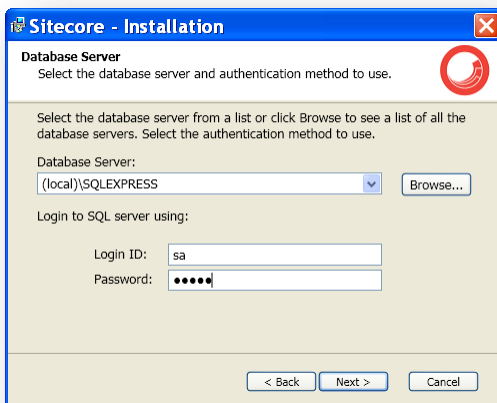 Sitecore - Installation
Database Server
Select the database server and authentication method to use.
Select the database server from a list or click Browse to see a list of all the
database servers. Select the authentication method to use.
Database Server:
(local)\SQLEXPRESS
Browse...
Login to SQL server using:
Login ID: sa
Password: •••••
< Back Next > Cancel